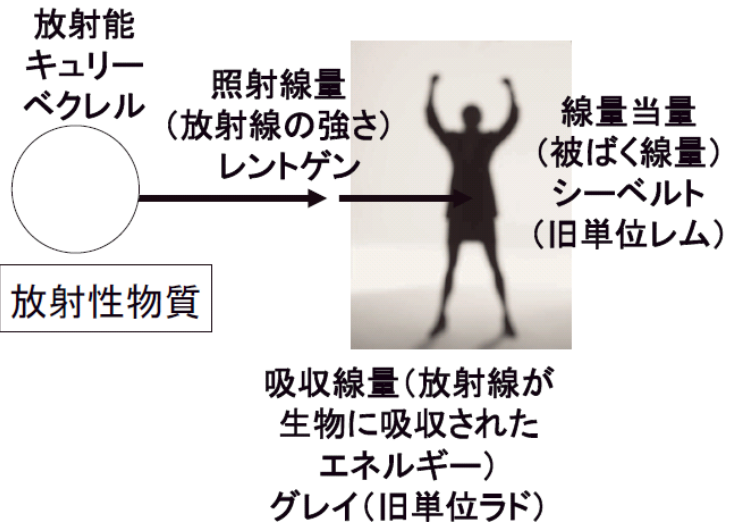 放射能
キュリー
ベクレル
放射性物質
照射線量
(放射線の強さ)
レントゲン
線量当量
(被ばく線量)
シーベルト
(旧単位レム)
吸収線量(放射線が
生物に吸収された
エネルギー)
グレイ(旧単位ラド)